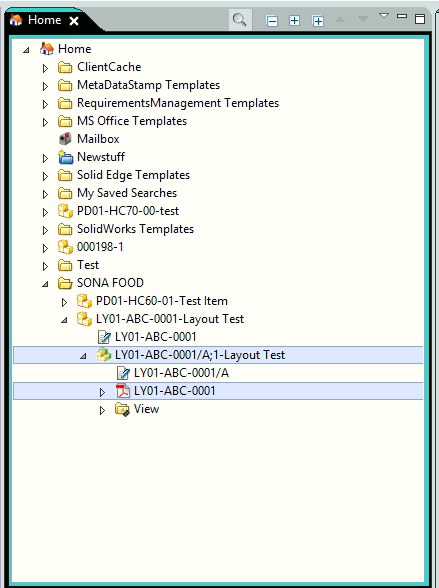 Home
Home
ClientCache
MetaDataStamp Templates
RequirementsManagement Templates
MS Office Templates
Mailbox
Newstuff
Solid Edge Templates
My Saved Searches
PD01-HC70-00-test
SolidWorks Templates
000198-1
Test
SONA FOOD
PD01-HC60-01-Test Item
LY01-ABC-0001-Layout Test
LY01-ABC-0001
LY01-ABC-0001/A;1-Layout Test
LY01-ABC-0001/A
LY01-ABC-0001
View